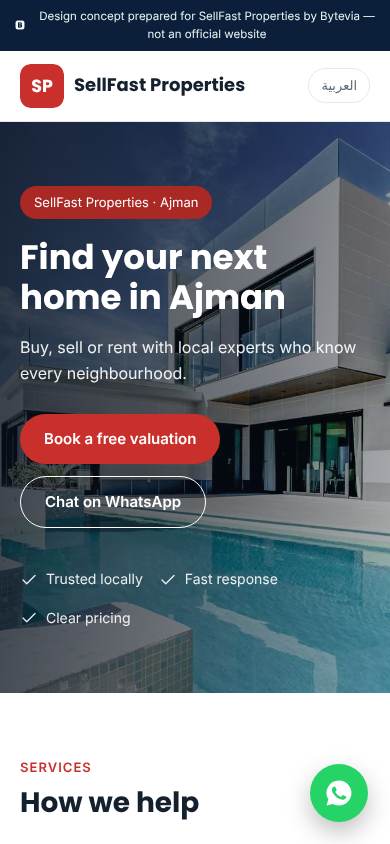 B
Design concept prepared for SellFast Properties by Bytevia —
not an official website
SP
SellFast Properties
العربية
SellFast Properties · Ajman
Find your next
home in Ajman
Buy, sell or rent with local experts who know
every neighbourhood.
Book a free valuation
Chat on WhatsApp
Trusted locally
Fast response
Clear pricing
SERVICES
How we help